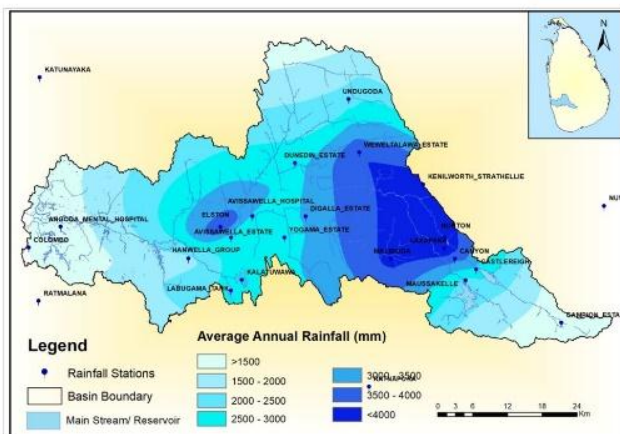 N
KATUNAYAKA
UNDUGODA
WEWELTALAWA_ESTATE
DUNEDIN_ESTATE
KENILWORTH_STRATHELLIE
AVISSAWELLA_HOSPITAL
ELSTON
DIGALLA_ESTATE
ANGODA_MENTAL_HOSPITAL
AVISSAWELLA_ESTATE
YOGAMA_ESTATE
NORTON
COLOMBO
HANWELLA_GROUP
CANYON
CASTLEREIGH
KALATUWAWA
MAUSSAKELLE
RATMALANA
Legend
Rainfall Stations
Basin Boundary
Main Stream/ Reservoir
Average Annual Rainfall (mm)
>1500
1500 - 2000
2000 - 2500
2500 - 3000
3000 - 3500
3500 - 4000
<4000
0 3 6 12 18 24
Km